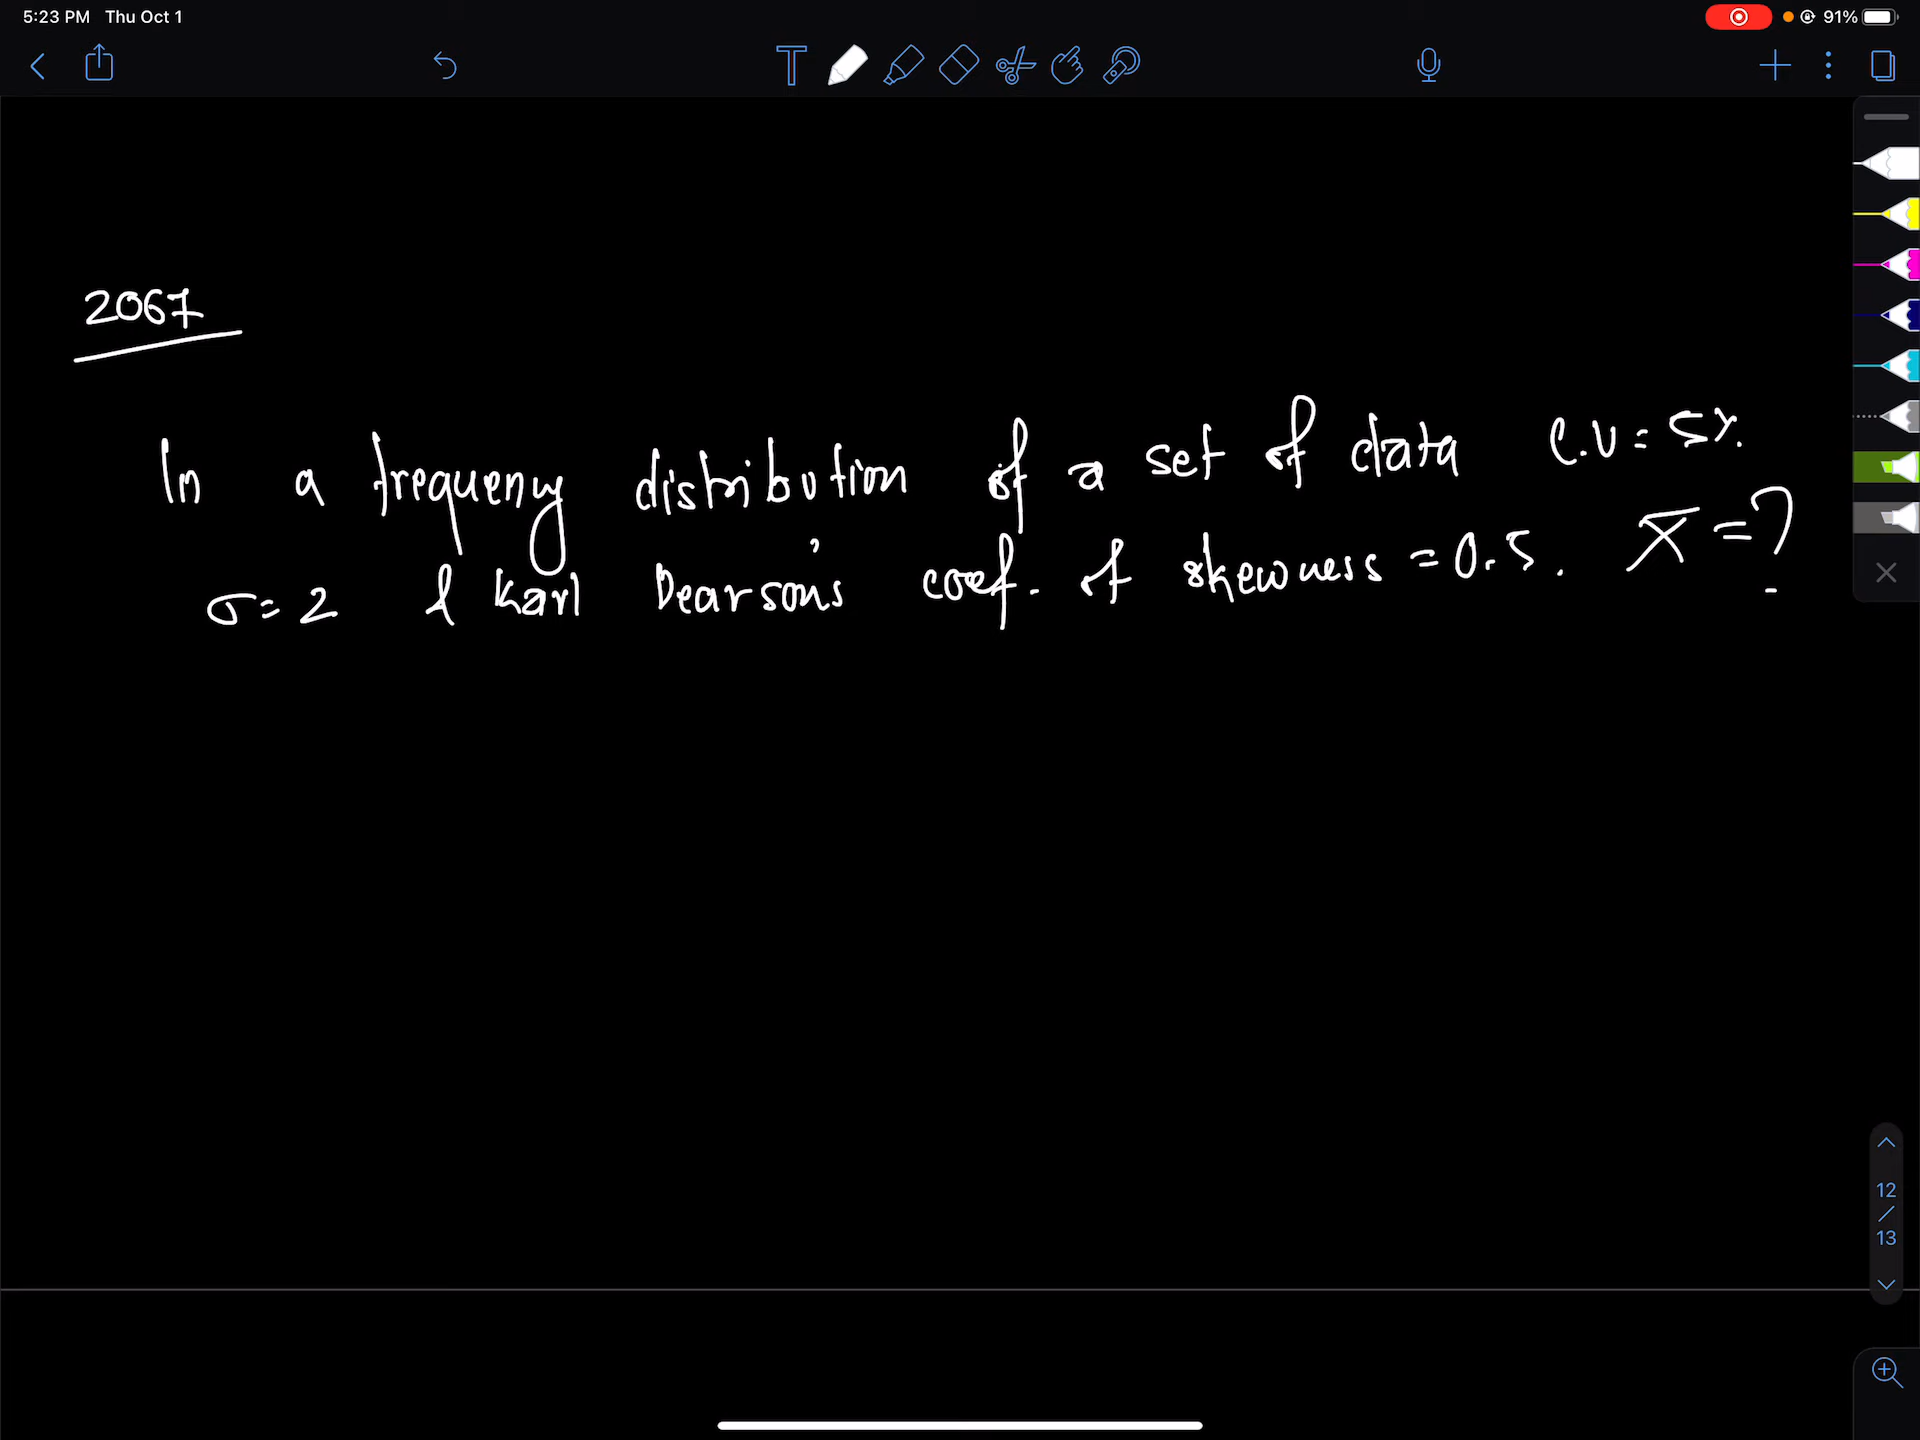 5:23 PM Thu Oct 1
91%
2067
In a frequency distribution of a set of data C.V = 5%.
σ = 2 & Karl Pearson's coef. of skewness = 0.5. X̄ = ?
12
/
13